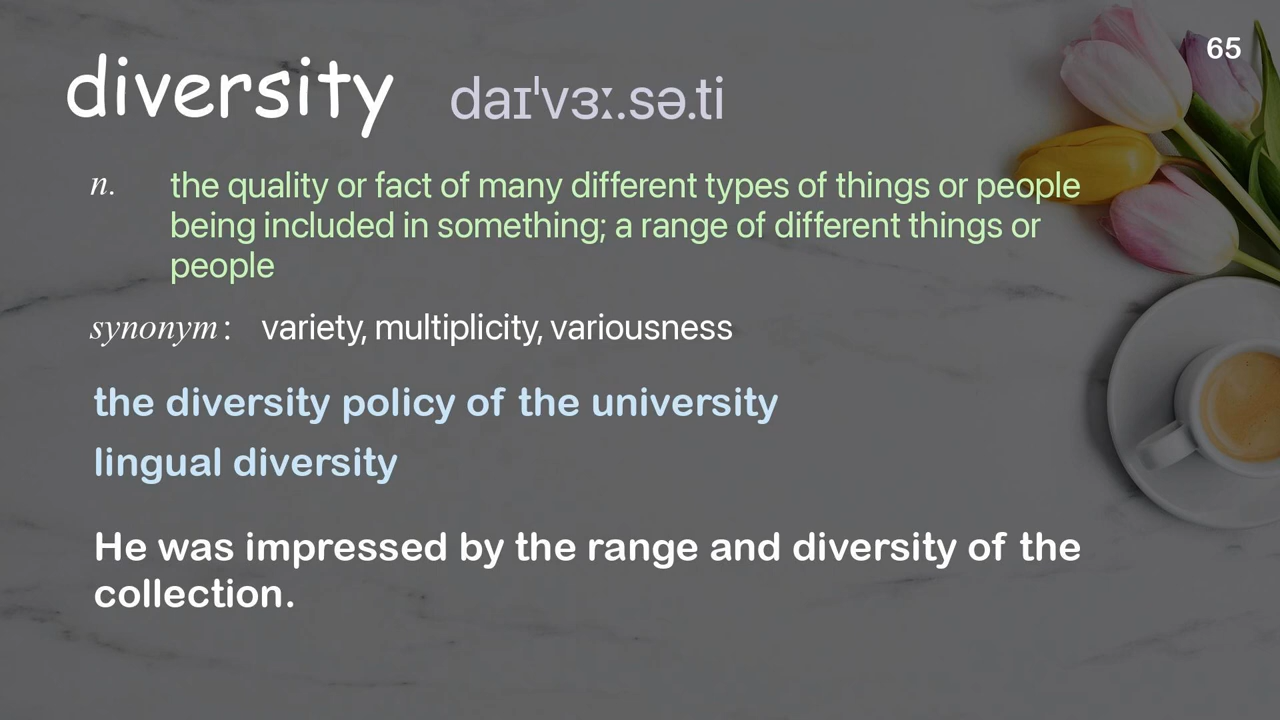 65
diversity daɪˈvɜː.sə.ti
n. the quality or fact of many different types of things or people
being included in something; a range of different things or
people
synonym: variety, multiplicity, variousness
the diversity policy of the university
lingual diversity
He was impressed by the range and diversity of the
collection.